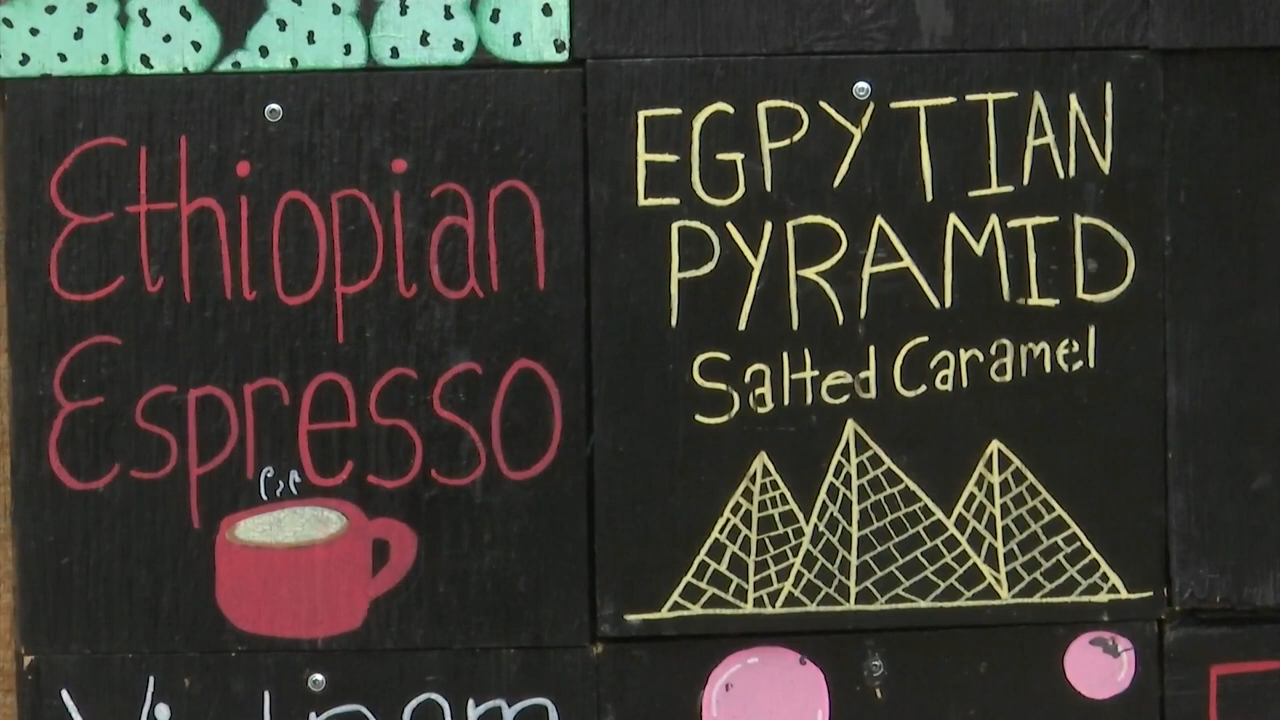 Ethiopian
Espresso
EGPYTIAN
PYRAMID
Salted Caramel